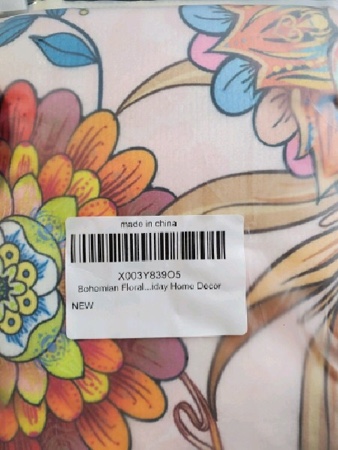 made in china
X003Y839O5
Bohemian Floral...iday Home Decor
NEW